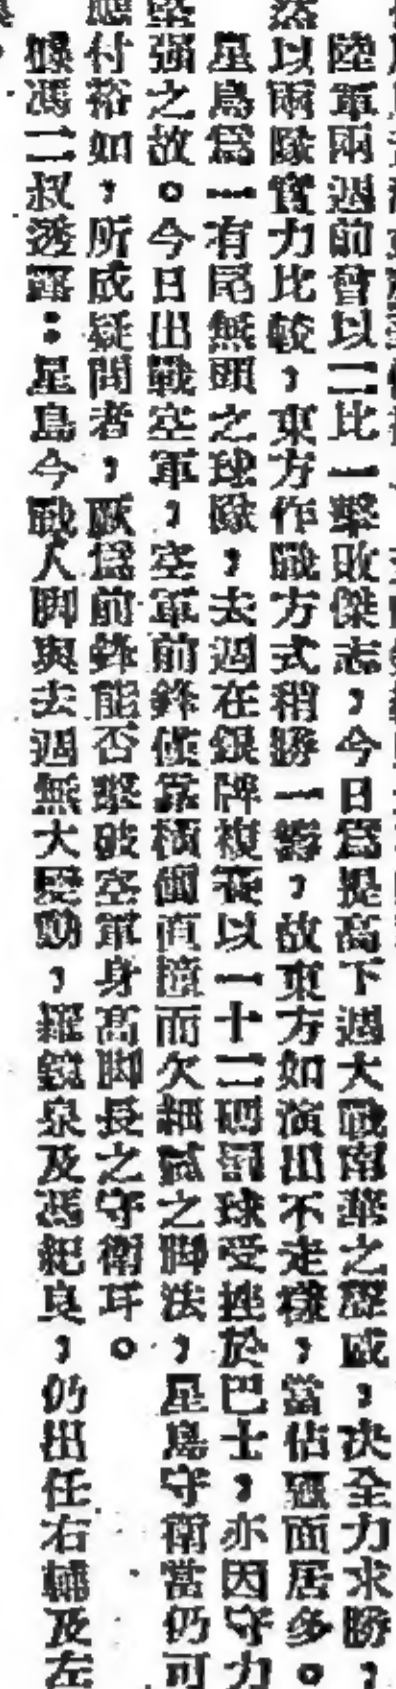 陸軍兩週前曾以二比一擊敗傑志，今日爲提高下週大戰南華之聲威，决全力求勝，
然以兩隊實力比較，東方作戰方式稍勝一籌，故東方如演出不走樣，當佔贏面居多。
星島爲一有尾無頭之球隊，去週在銀牌複賽以一十二碼罰球受挫於巴士，亦因守力
堅强之故。今日出戰空軍，空軍前鋒僅靠橫衝直撞而欠細膩之脚法，星島守衛當仍可
應付裕如，所成疑問者，厥爲前鋒能否擊破空軍身高脚長之守衛耳。
據馮二叔透露：星島今戰人脚與去週無大變動，羅鏡泉及馮紀良，仍出任右輔及左